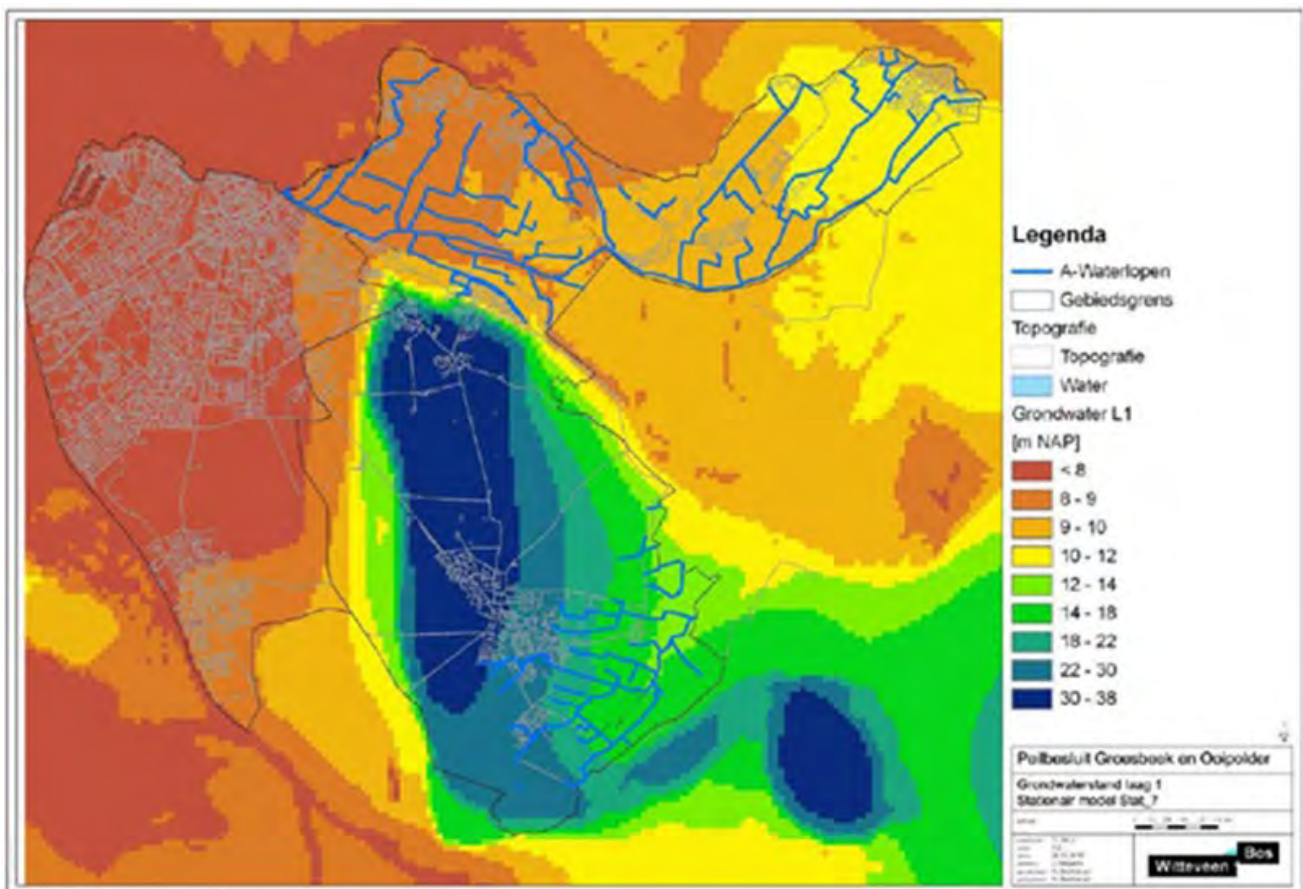 Legenda
A-Waterlopen
Gebiedsgrens
Topografie
Topografie
Water
Grondwater L1
[m NAP]
< 8
8 - 9
9 - 10
10 - 12
12 - 14
14 - 18
18 - 22
22 - 30
30 - 38
Peilbesluit Groesbeek en Ooipolder
Grondwaterstand laag 1
Stationair model Stat_7
Witteveen
Bos